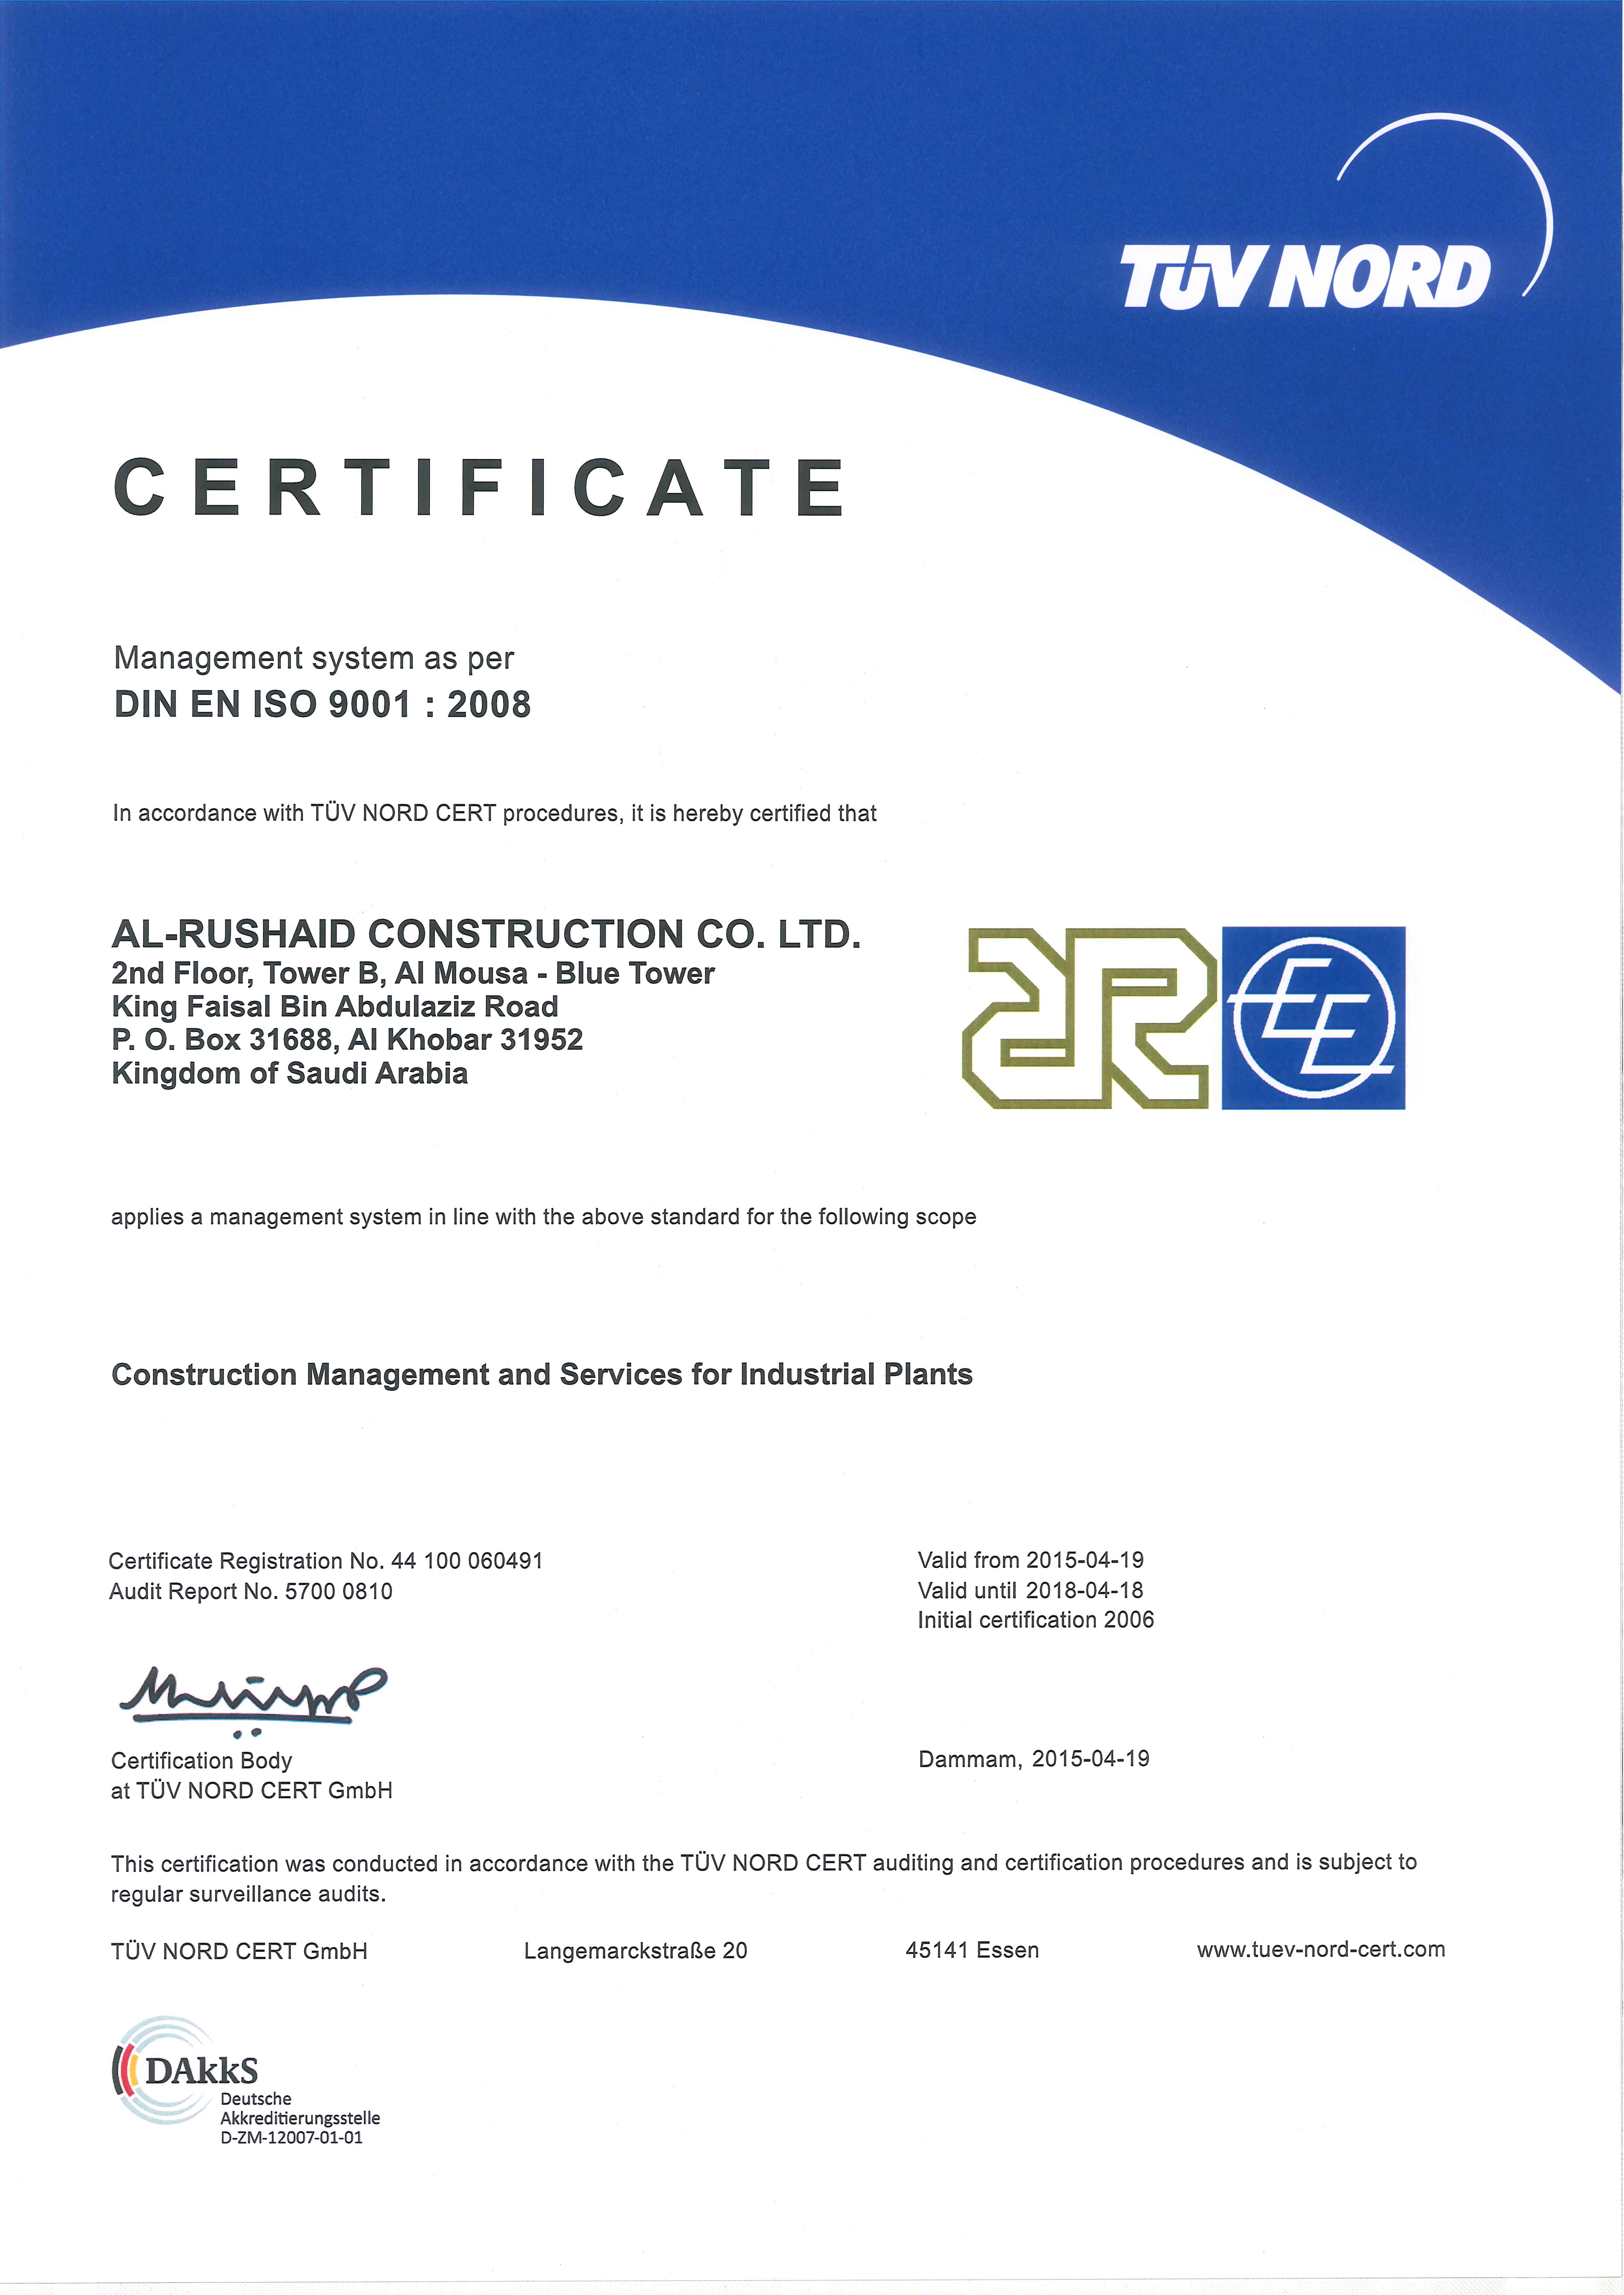 TÜV NORD
CERTIFICATE
Management system as per
DIN EN ISO 9001 : 2008
In accordance with TÜV NORD CERT procedures, it is hereby certified that
AL-RUSHAID CONSTRUCTION CO. LTD.
2nd Floor, Tower B, Al Mousa - Blue Tower
King Faisal Bin Abdulaziz Road
P. O. Box 31688, Al Khobar 31952
Kingdom of Saudi Arabia
applies a management system in line with the above standard for the following scope
Construction Management and Services for Industrial Plants
Certificate Registration No. 44 100 060491
Audit Report No. 5700 0810
Valid from 2015-04-19
Valid until 2018-04-18
Initial certification 2006
Certification Body
at TÜV NORD CERT GmbH
Dammam, 2015-04-19
This certification was conducted in accordance with the TÜV NORD CERT auditing and certification procedures and is subject to
regular surveillance audits.
TÜV NORD CERT GmbH Langemarckstraße 20 45141 Essen www.tuev-nord-cert.com
DAkkS
Deutsche
Akkreditierungsstelle
D-ZM-12007-01-01